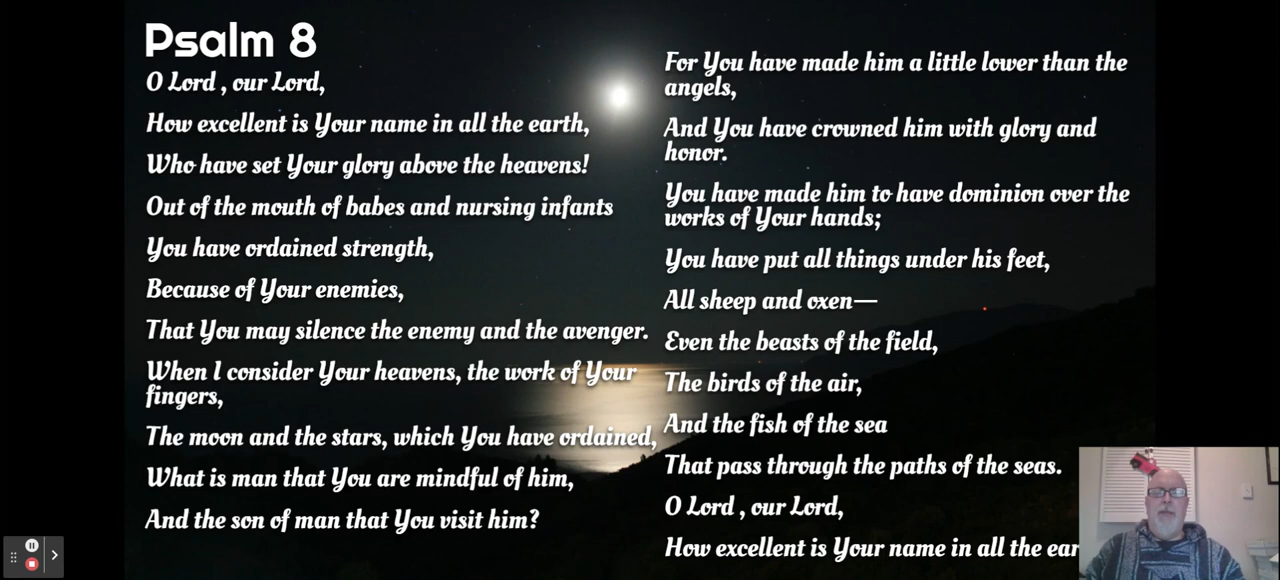 Psalm 8
O Lord , our Lord,
How excellent is Your name in all the earth,
Who have set Your glory above the heavens!
Out of the mouth of babes and nursing infants
You have ordained strength,
Because of Your enemies,
That You may silence the enemy and the avenger.
When I consider Your heavens, the work of Your
fingers,
The moon and the stars, which You have ordained,
What is man that You are mindful of him,
And the son of man that You visit him?
For You have made him a little lower than the
angels,
And You have crowned him with glory and
honor.
You have made him to have dominion over the
works of Your hands;
You have put all things under his feet,
All sheep and oxen—
Even the beasts of the field,
The birds of the air,
And the fish of the sea
That pass through the paths of the seas.
O Lord , our Lord,
How excellent is Your name in all the ear